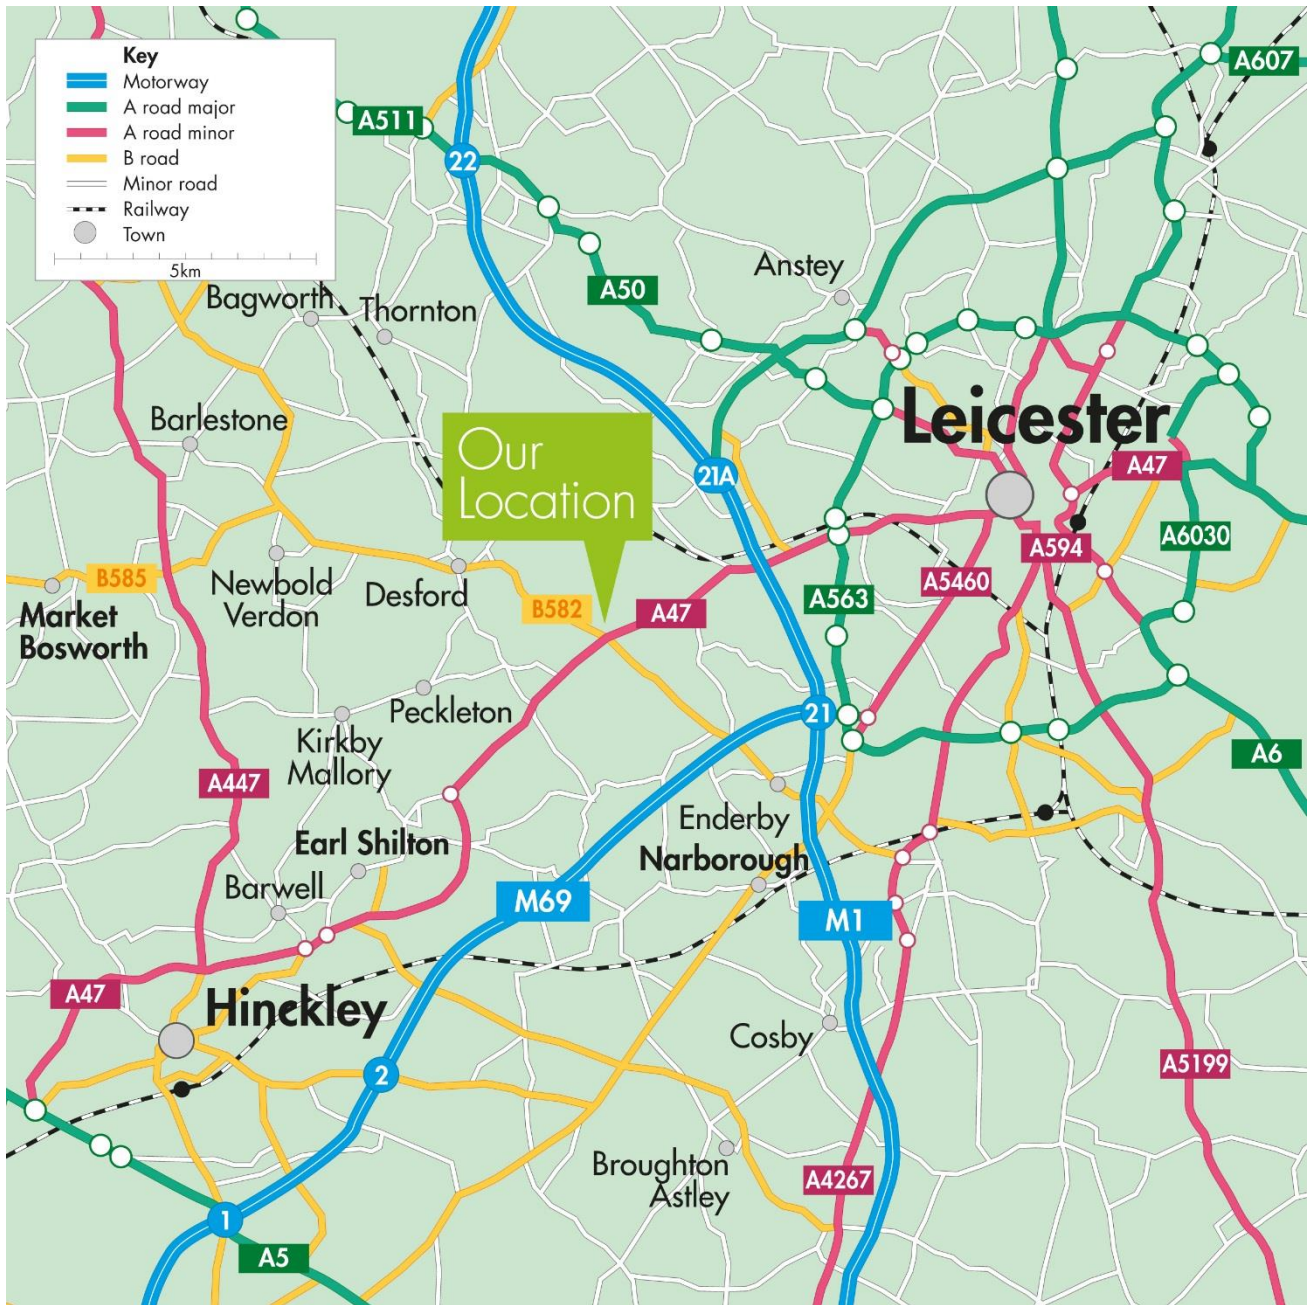 Key
Motorway
A road major
A road minor
B road
Minor road
Railway
Town
5km
A607
A511
22
Anstey
A50
Bagworth
Thornton
Barlestone
Leicester
Our
Location
21A
A47
A6030
A594
A5460
B585
Newbold
Verdon
Desford
B582
A47
A563
Market
Bosworth
Peckleton
21
Kirkby
Mallory
A447
A6
Enderby
Earl Shilton
Narborough
Barwell
M69
M1
A47
Hinckley
Cosby
2
A5199
Broughton
Astley
A4267
1
A5